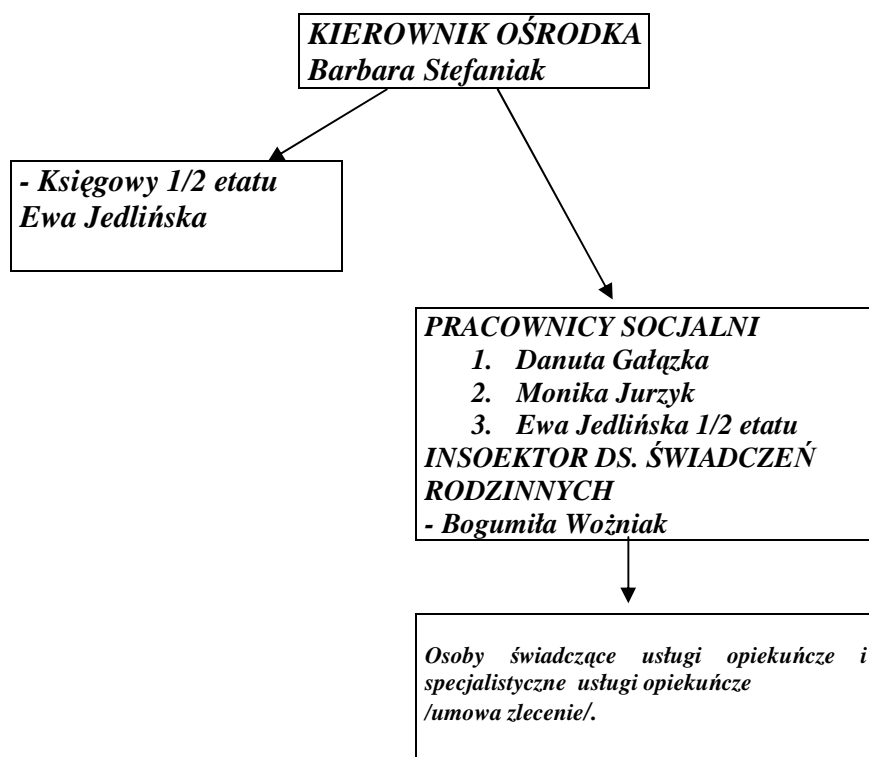 KIEROWNIK OŚRODKA
Barbara Stefaniak
- Księgowy 1/2 etatu
Ewa Jedlińska
PRACOWNICY SOCJALNI
1. Danuta Gałązka
2. Monika Jurzyk
3. Ewa Jedlińska 1/2 etatu
INSOEKTOR DS. ŚWIADCZEŃ
RODZINNYCH
- Bogumiła Wożniak
Osoby świadczące usługi opiekuńcze i
specjalistyczne usługi opiekuńcze
/umowa zlecenie/.